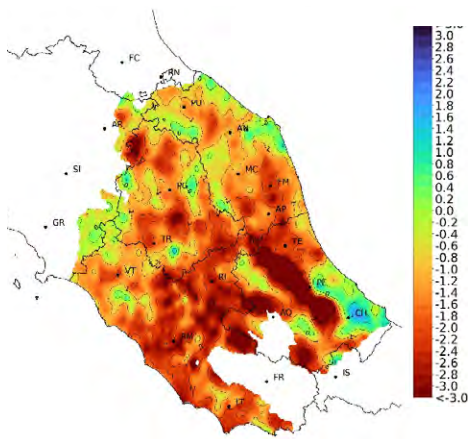 FC
RN
PU
AR
AN
SI
MC
PG
FM
AP
GR
TR
TE
VT
RI
PE
AQ
CH
RM
FR
IS
LT
>3.0
2.8
2.6
2.4
2.2
2.0
1.8
1.6
1.4
1.2
1.0
0.8
0.6
0.4
0.2
0.0
-0.2
-0.4
-0.6
-0.8
-1.0
-1.2
-1.4
-1.6
-1.8
-2.0
-2.2
-2.4
-2.6
-2.8
-3.0
<-3.0